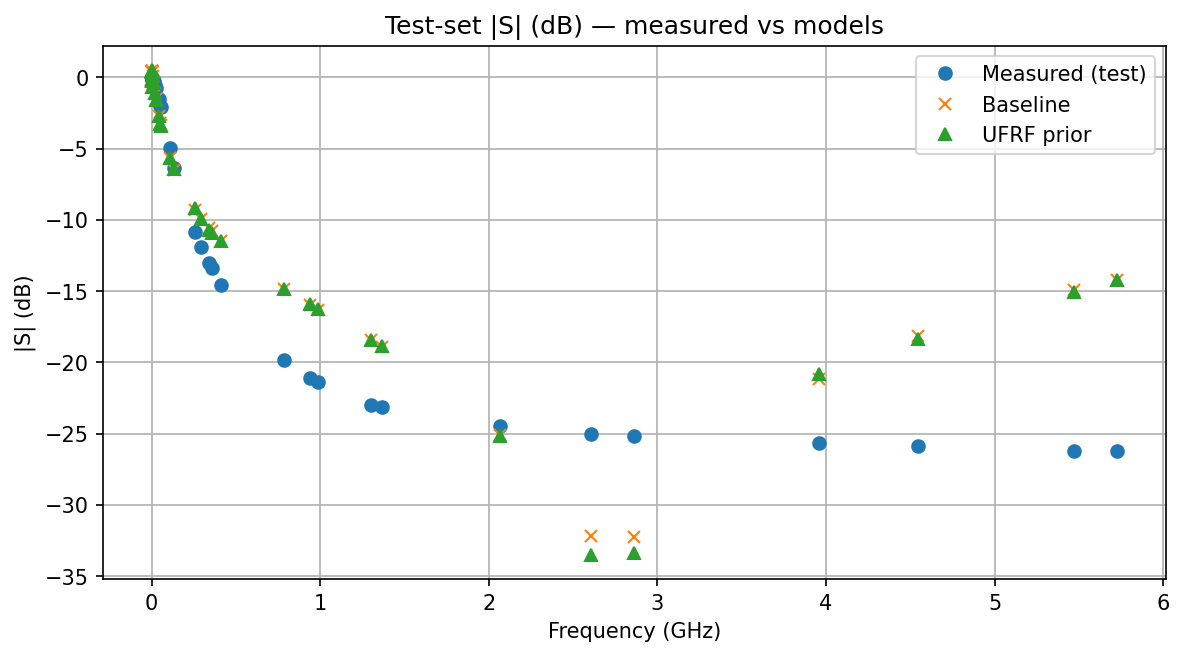 Test-set |S| (dB) — measured vs models
Measured (test)
Baseline
UFRF prior
|S| (dB)
0
−5
−10
−15
−20
−25
−30
−35
0 1 2 3 4 5 6
Frequency (GHz)